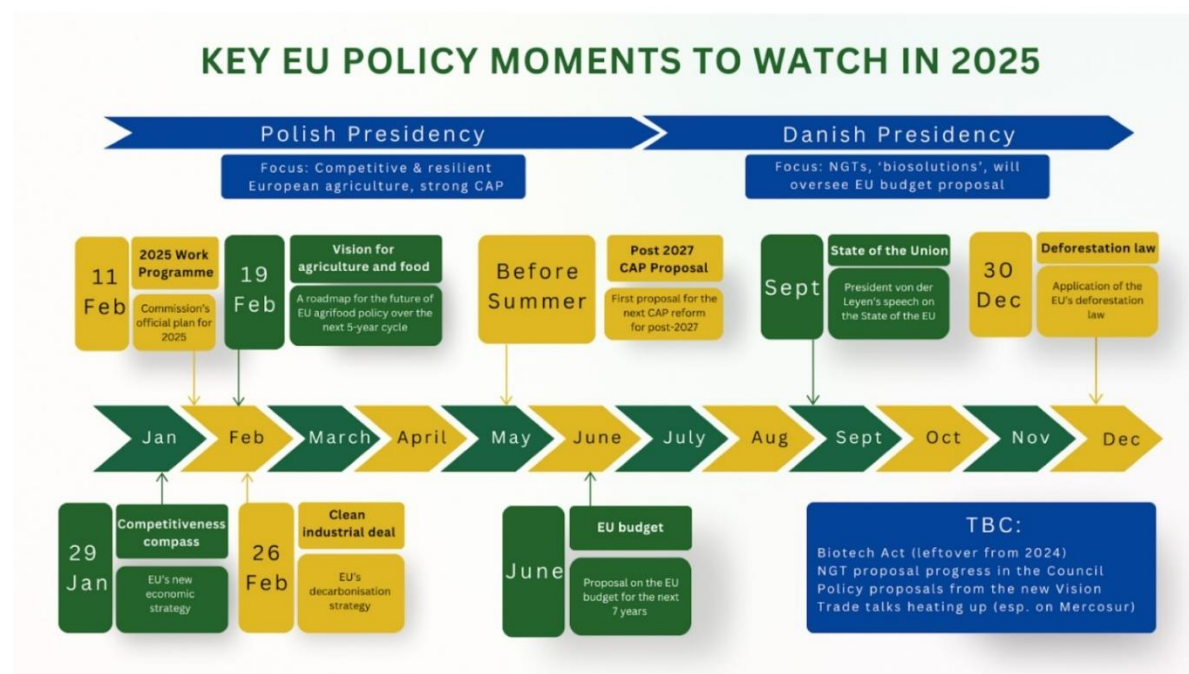 KEY EU POLICY MOMENTS TO WATCH IN 2025
Polish Presidency
Focus: Competitive & resilient
European agriculture, strong CAP
Danish Presidency
Focus: NGTs, ‘biosolutions’, will
oversee EU budget proposal
11
Feb
2025 Work
Programme
Commission's
official plan for
2025
19
Feb
Vision for
agriculture and food
A roadmap for the future of
EU agrifood policy over the
next 5-year cycle
Before
Summer
Post 2027
CAP Proposal
First proposal for the
next CAP reform
for post-2027
Sept
State of the Union
President von der
Leyen's speech on
the State of the EU
30
Dec
Deforestation law
Application of the
EU's deforestation
law
Jan
Feb
March
April
May
June
July
Aug
Sept
Oct
Nov
Dec
29
Jan
Competitiveness
compass
EU's new
economic
strategy
26
Feb
Clean
industrial deal
EU's
decarbonisation
strategy
June
EU budget
Proposal on the EU
budget for the next
7 years
TBC:
Biotech Act (leftover from 2024)
NGT proposal progress in the Council
Policy proposals from the new Vision
Trade talks heating up (esp. on Mercosur)